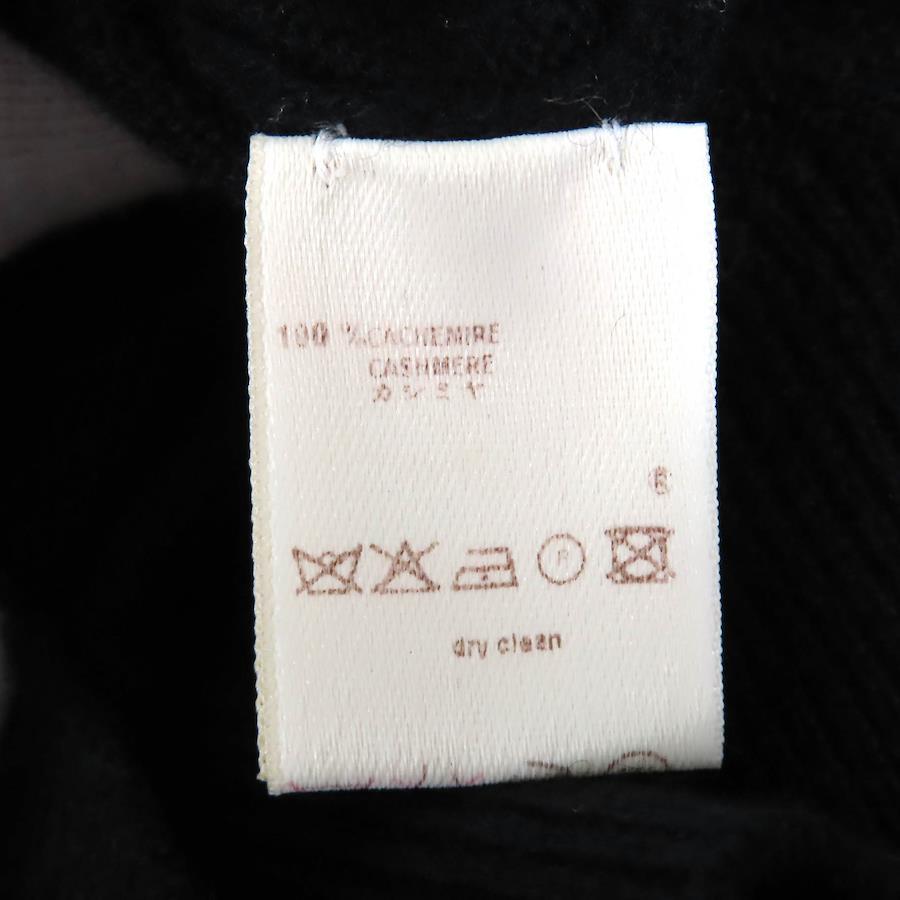 100 % CACHEMIRE
CASHMERE
カシミヤ
6
P
dry clean